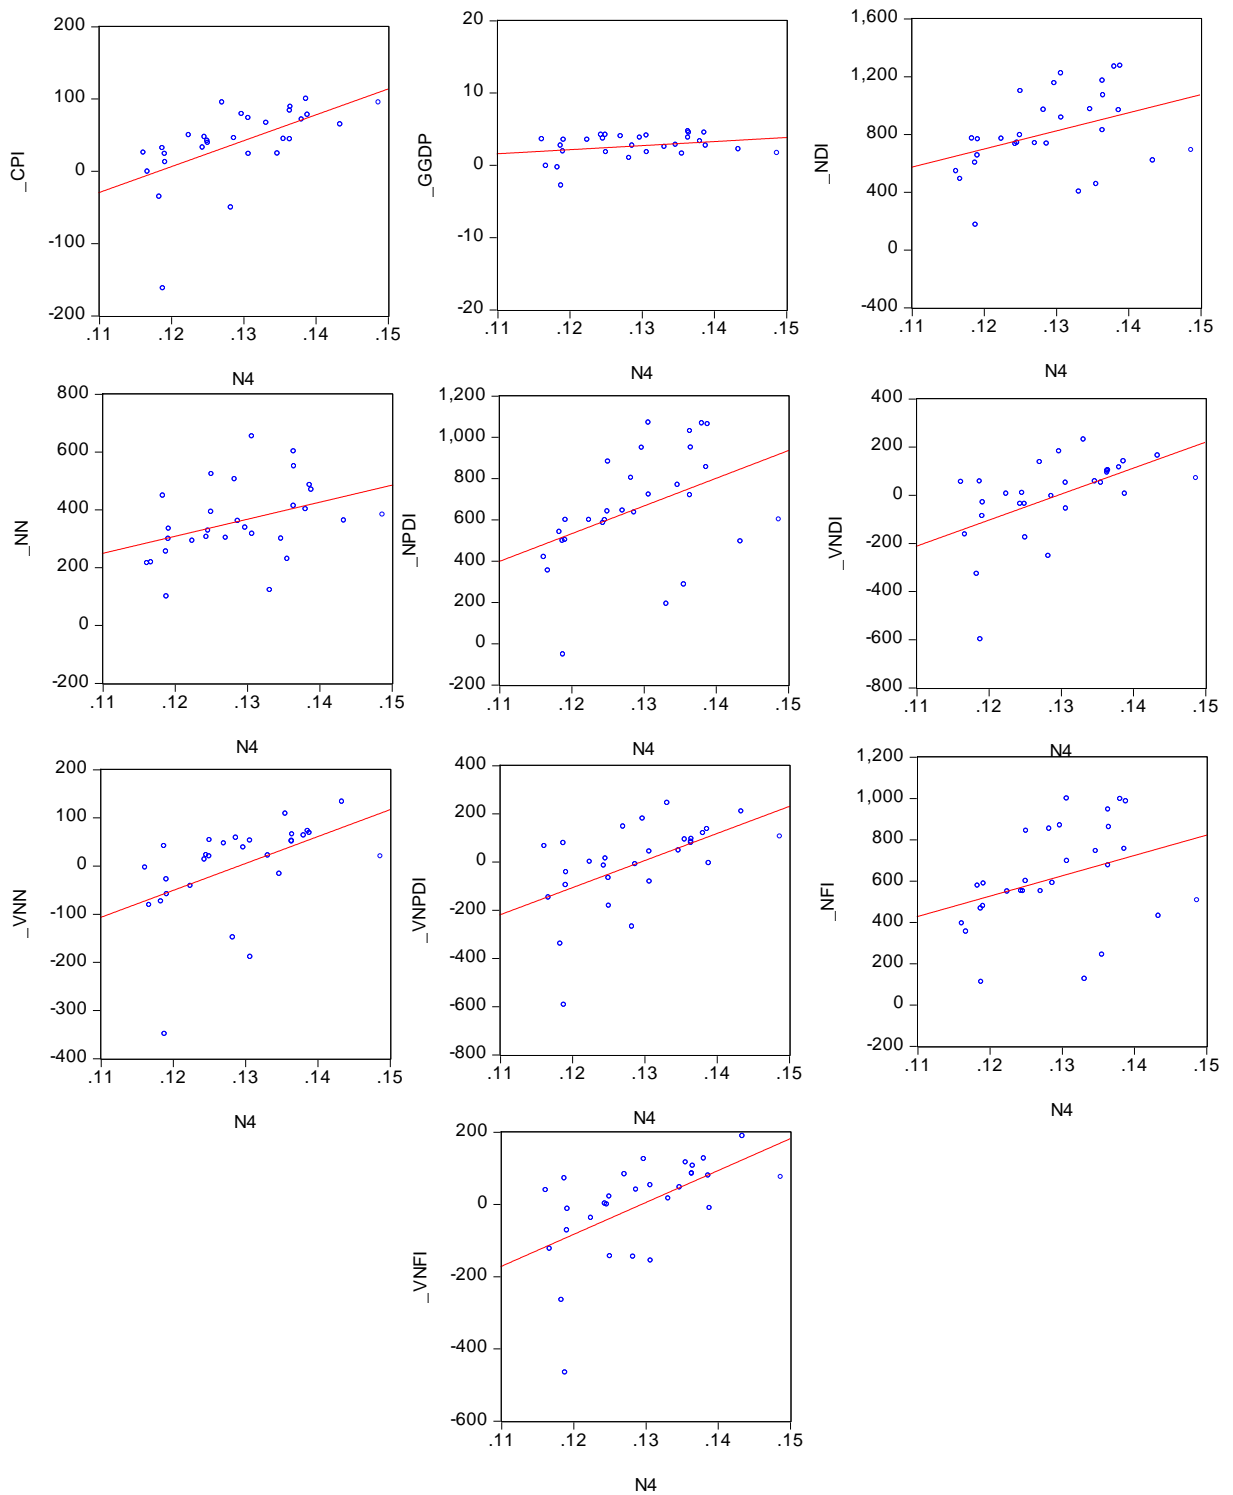 200
100
0
-100
-200
_CPI
.11 .12 .13 .14 .15
N4
20
10
0
-10
-20
_GGDP
.11 .12 .13 .14 .15
N4
1,600
1,200
800
400
0
-400
_NDI
.11 .12 .13 .14 .15
N4
800
600
400
200
0
-200
_NN
.11 .12 .13 .14 .15
N4
1,200
1,000
800
600
400
200
0
-200
_NPDI
.11 .12 .13 .14 .15
N4
400
200
0
-200
-400
-600
-800
_VNDI
.11 .12 .13 .14 .15
N4
200
100
0
-100
-200
-300
-400
_VNN
.11 .12 .13 .14 .15
N4
400
200
0
-200
-400
-600
-800
_VNPDI
.11 .12 .13 .14 .15
N4
1,200
1,000
800
600
400
200
0
-200
_NFI
.11 .12 .13 .14 .15
N4
200
0
-200
-400
-600
_VNFI
.11 .12 .13 .14 .15
N4